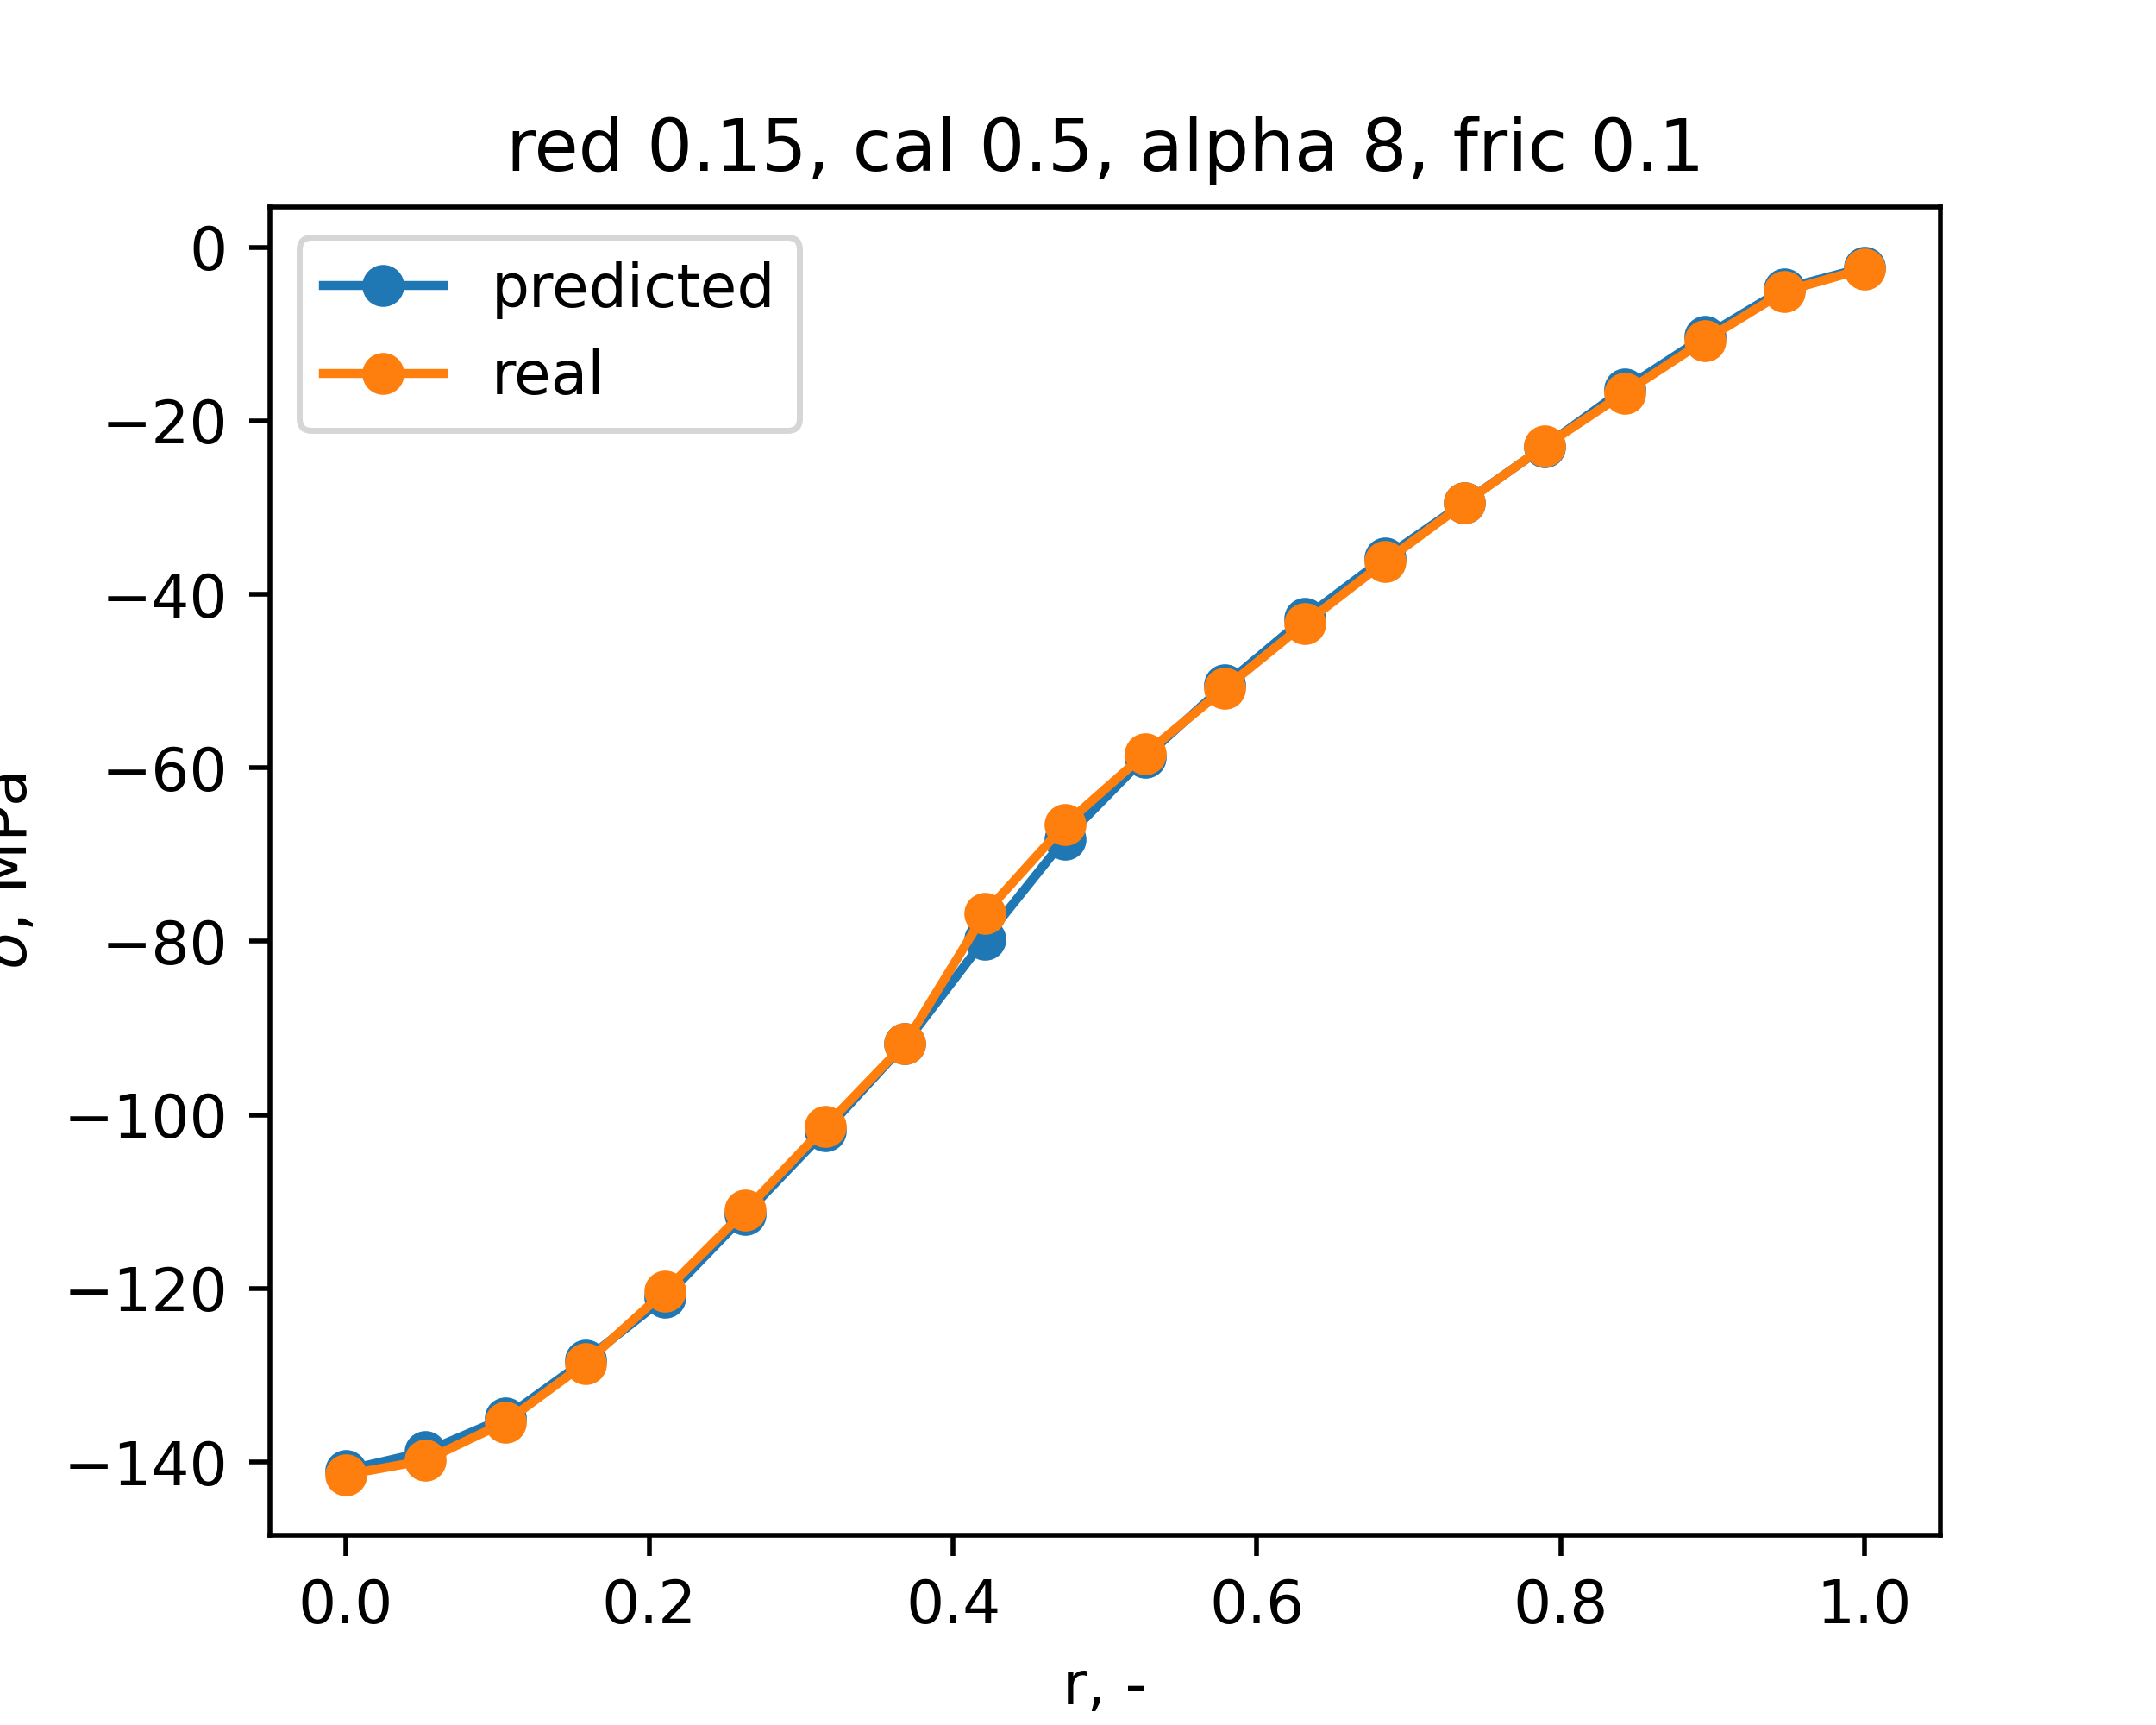 red 0.15, cal 0.5, alpha 8, fric 0.1
predicted
real
0
−20
−40
−60
−80
−100
−120
−140
, MPa
0.0 0.2 0.4 0.6 0.8 1.0
r, -